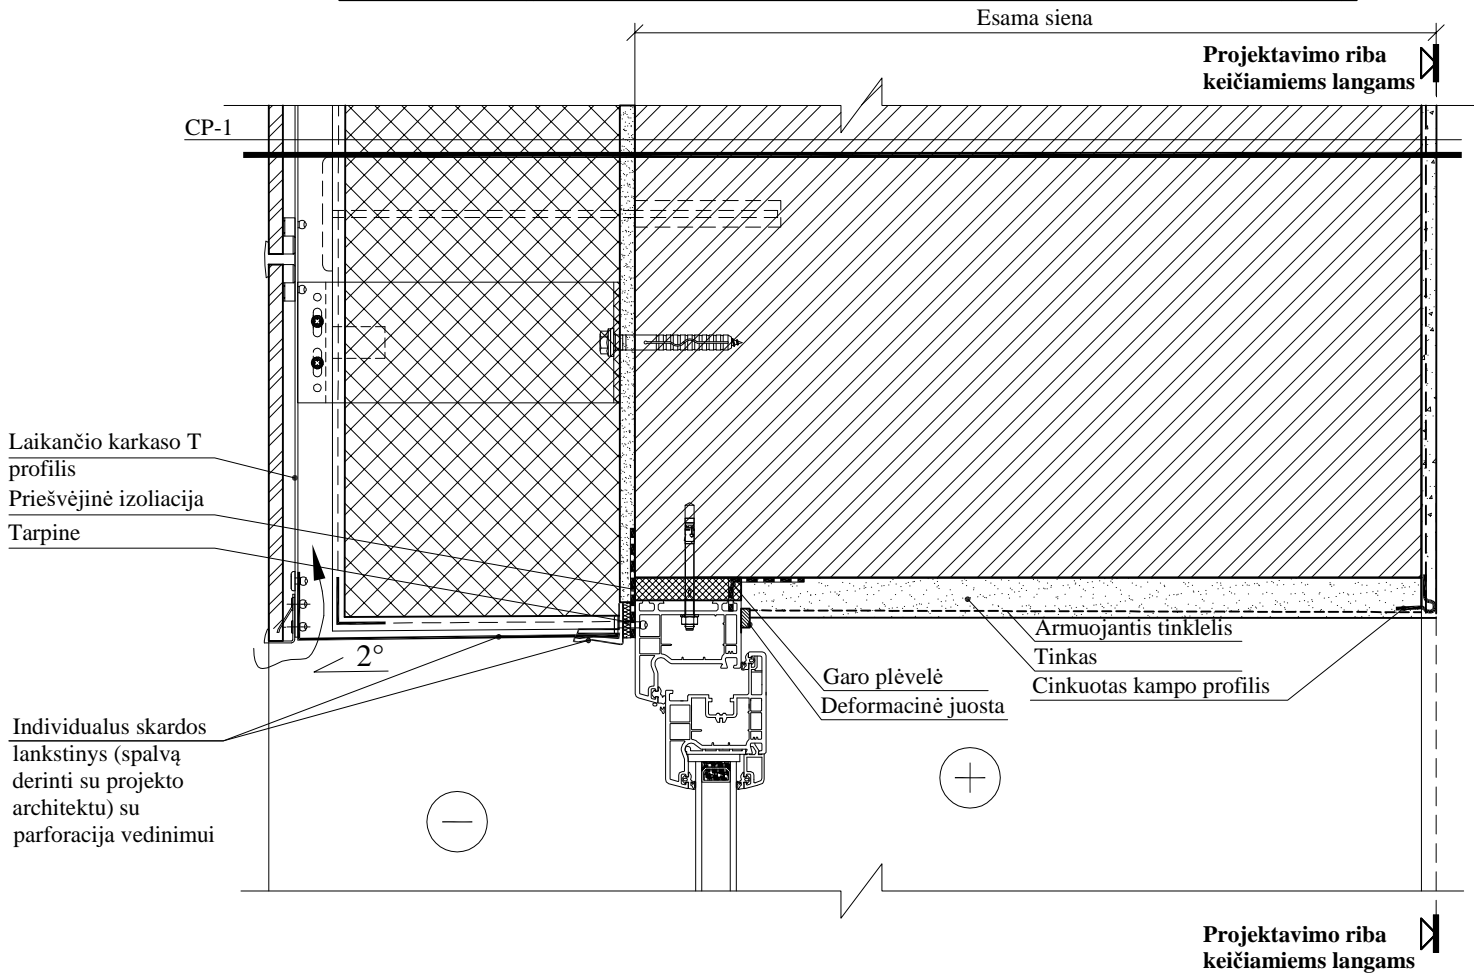 Esama siena
Projektavimo riba
keičiamiems langams
CP-1
Laikančio karkaso T
profilis
Priešvėjinė izoliacija
Tarpine
2°
Armuojantis tinklelis
Tinkas
Cinkuotas kampo profilis
Garo plėvelė
Deformacinė juosta
Individualus skardos
lankstinys (spalvą
derinti su projekto
architektu) su
parforacija vedinimui
Projektavimo riba
keičiamiems langams